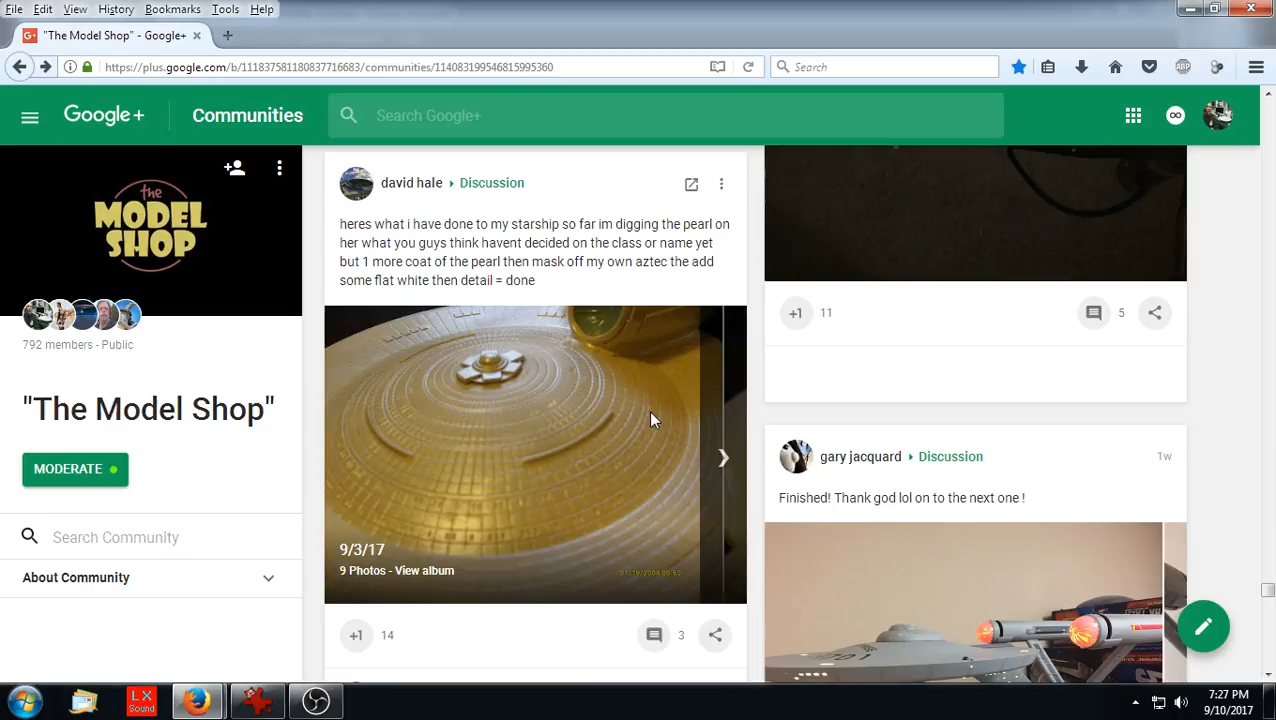 File Edit View History Bookmarks Tools Help
"The Model Shop" - Google+
https://plus.google.com/b/111837581180837716683/communities/114083199546815995360
Search
ABP
Google+ Communities
Search Google+
the
MODEL
SHOP
792 members - Public
"The Model Shop"
MODERATE
Search Community
About Community
david hale Discussion
heres what i have done to my starship so far im digging the pearl on
her what you guys think havent decided on the class or name yet
but 1 more coat of the pearl then mask off my own aztec the add
some flat white then detail = done
9/3/17
9 Photos - View album
+1 14
3
+1 11
5
gary jacquard Discussion 1w
Finished! Thank god lol on to the next one !
LX
Sound
7:27 PM
9/10/2017